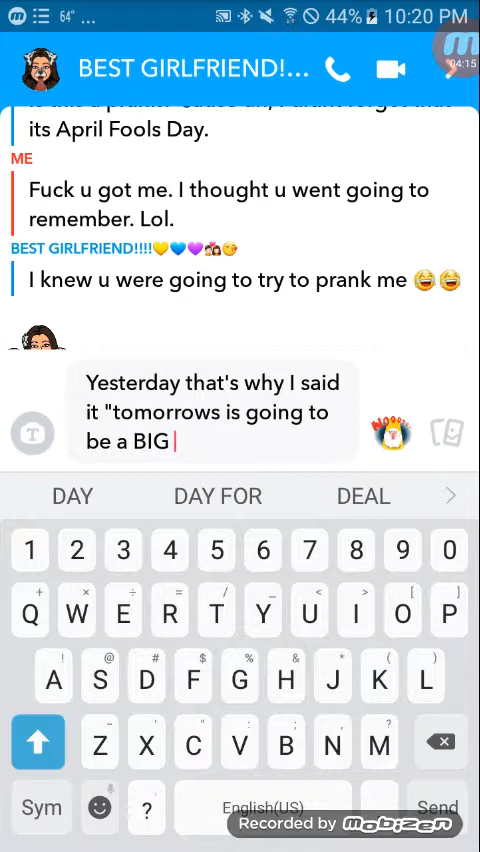 64° ...
44% 10:20 PM
BEST GIRLFRIEND!...
04:15
its April Fools Day.
ME
Fuck u got me. I thought u went going to
remember. Lol.
BEST GIRLFRIEND!!!!💛💙💜💏😘
I knew u were going to try to prank me 😂😂
Yesterday that's why I said
it "tomorrows is going to
be a BIG
NOOOO...
T
DAY DAY FOR DEAL
1 2 3 4 5 6 7 8 9 0
+ × ÷ = / _ < > [ ]
Q W E R T Y U I O P
! @ # $ % & * ( )
A S D F G H J K L
- ' " : ; , ?
Z X C V B N M
Sym ? English(US) Send
Recorded by mobizen